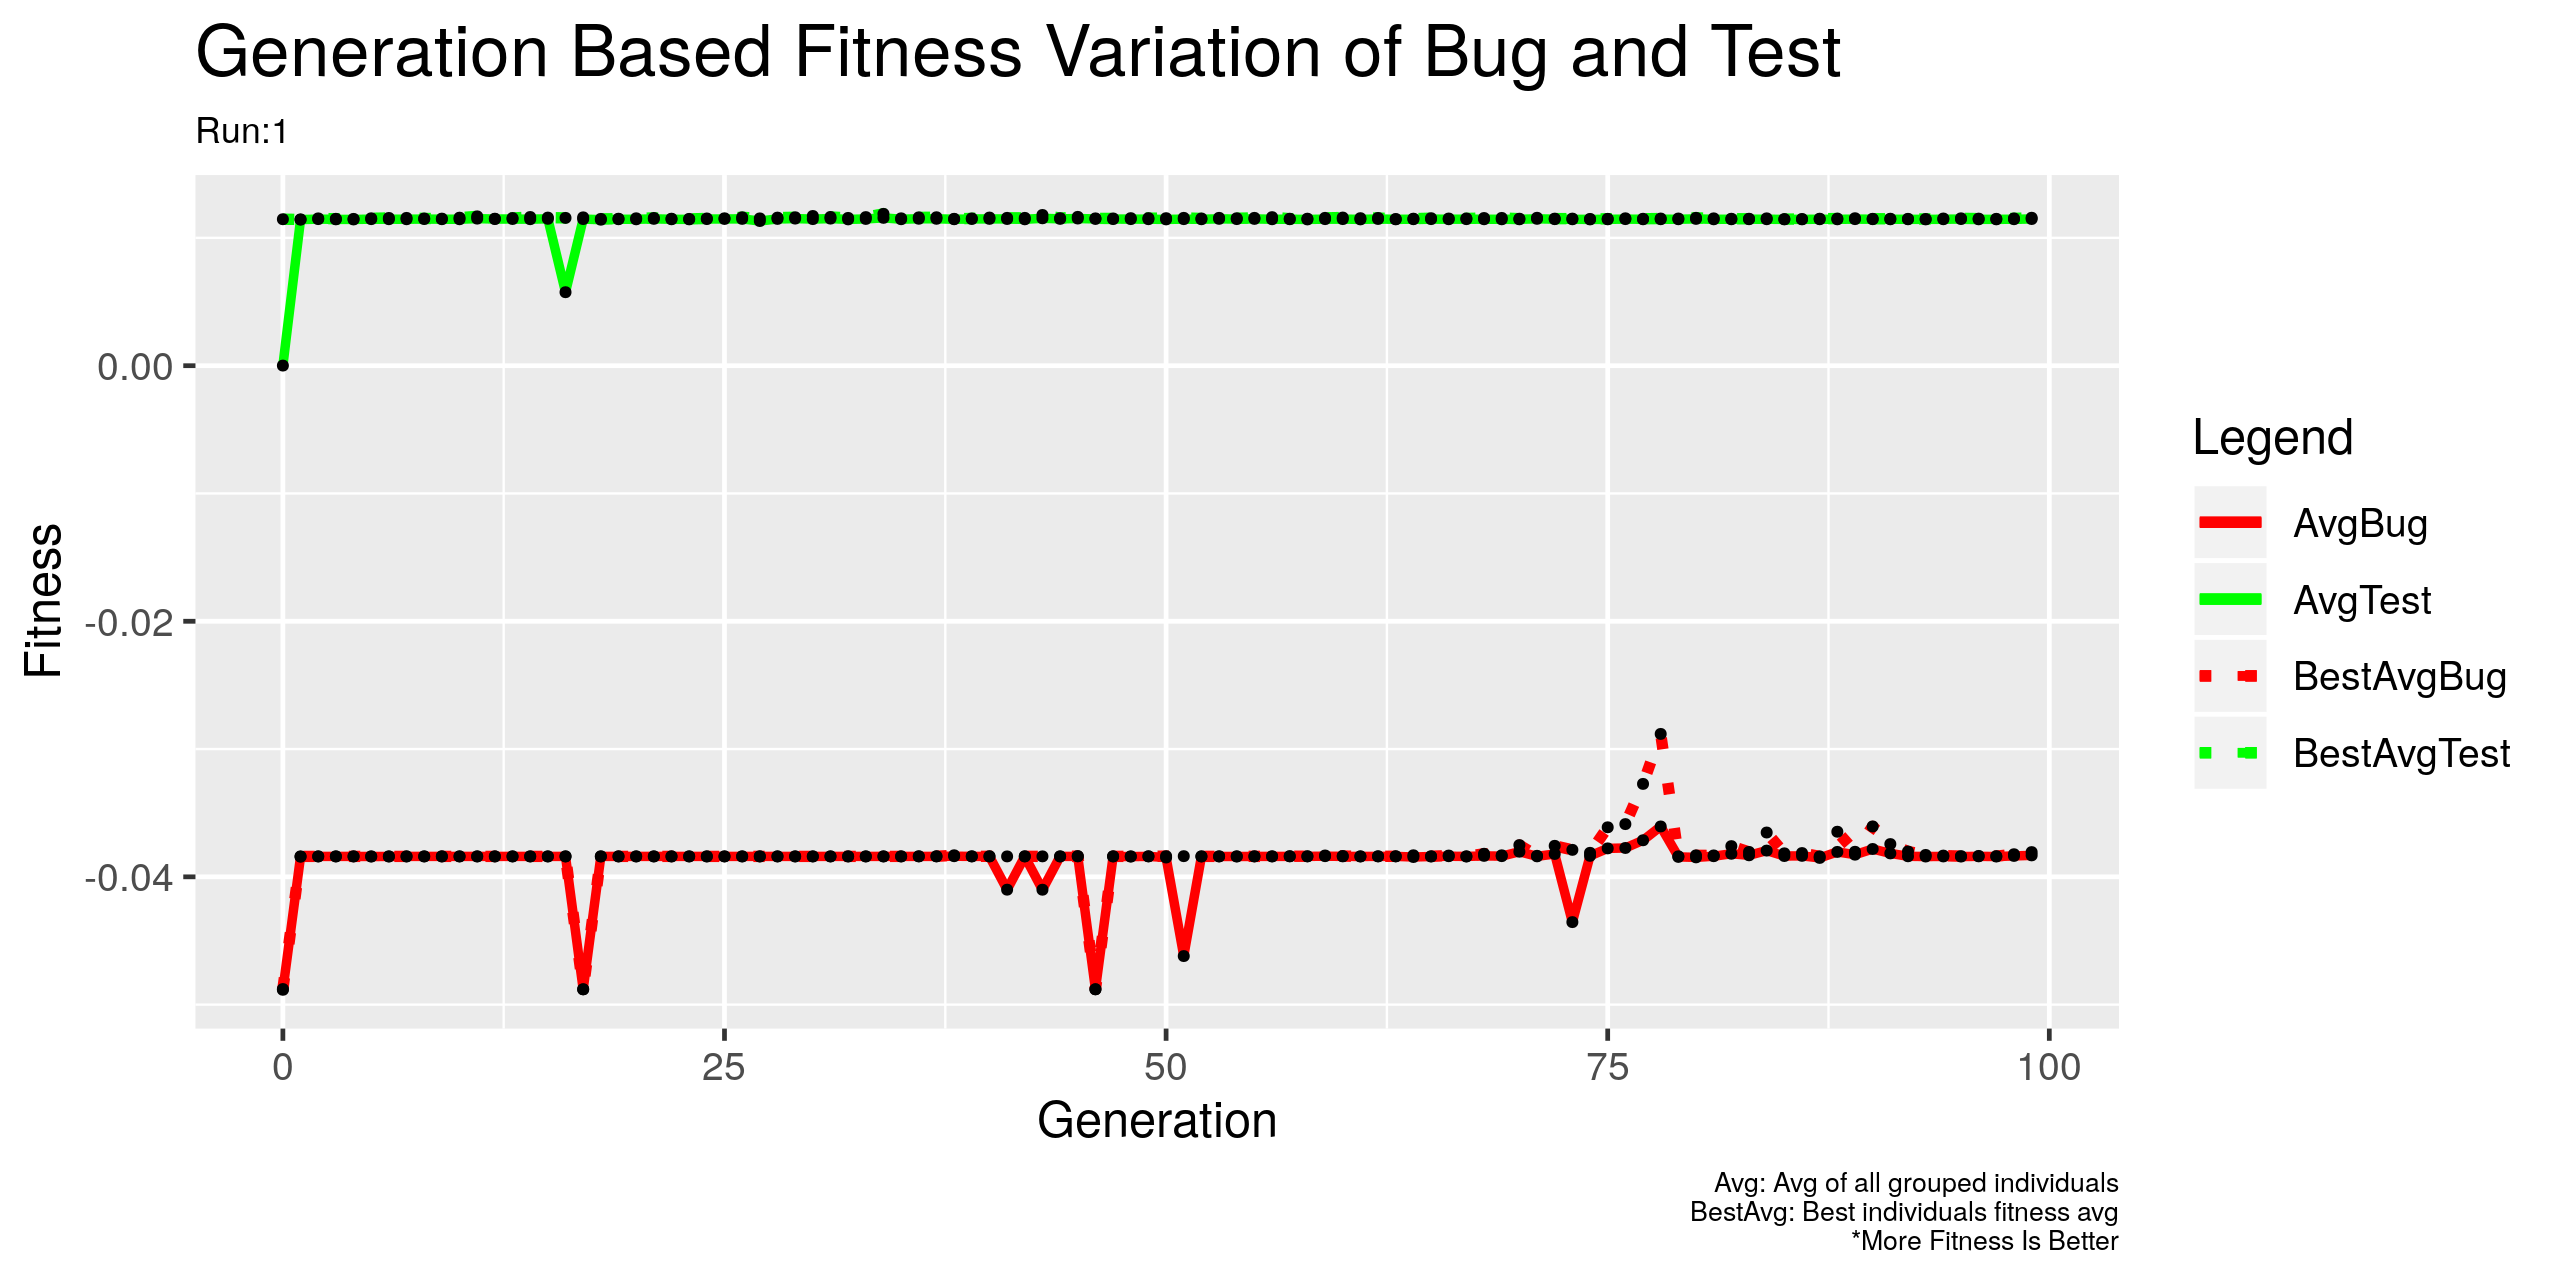 Generation Based Fitness Variation of Bug and Test
Run:1
Fitness
0.00
-0.02
-0.04
0
25
50
75
100
Generation
Legend
AvgBug
AvgTest
BestAvgBug
BestAvgTest
Avg: Avg of all grouped individuals
BestAvg: Best individuals fitness avg
*More Fitness Is Better